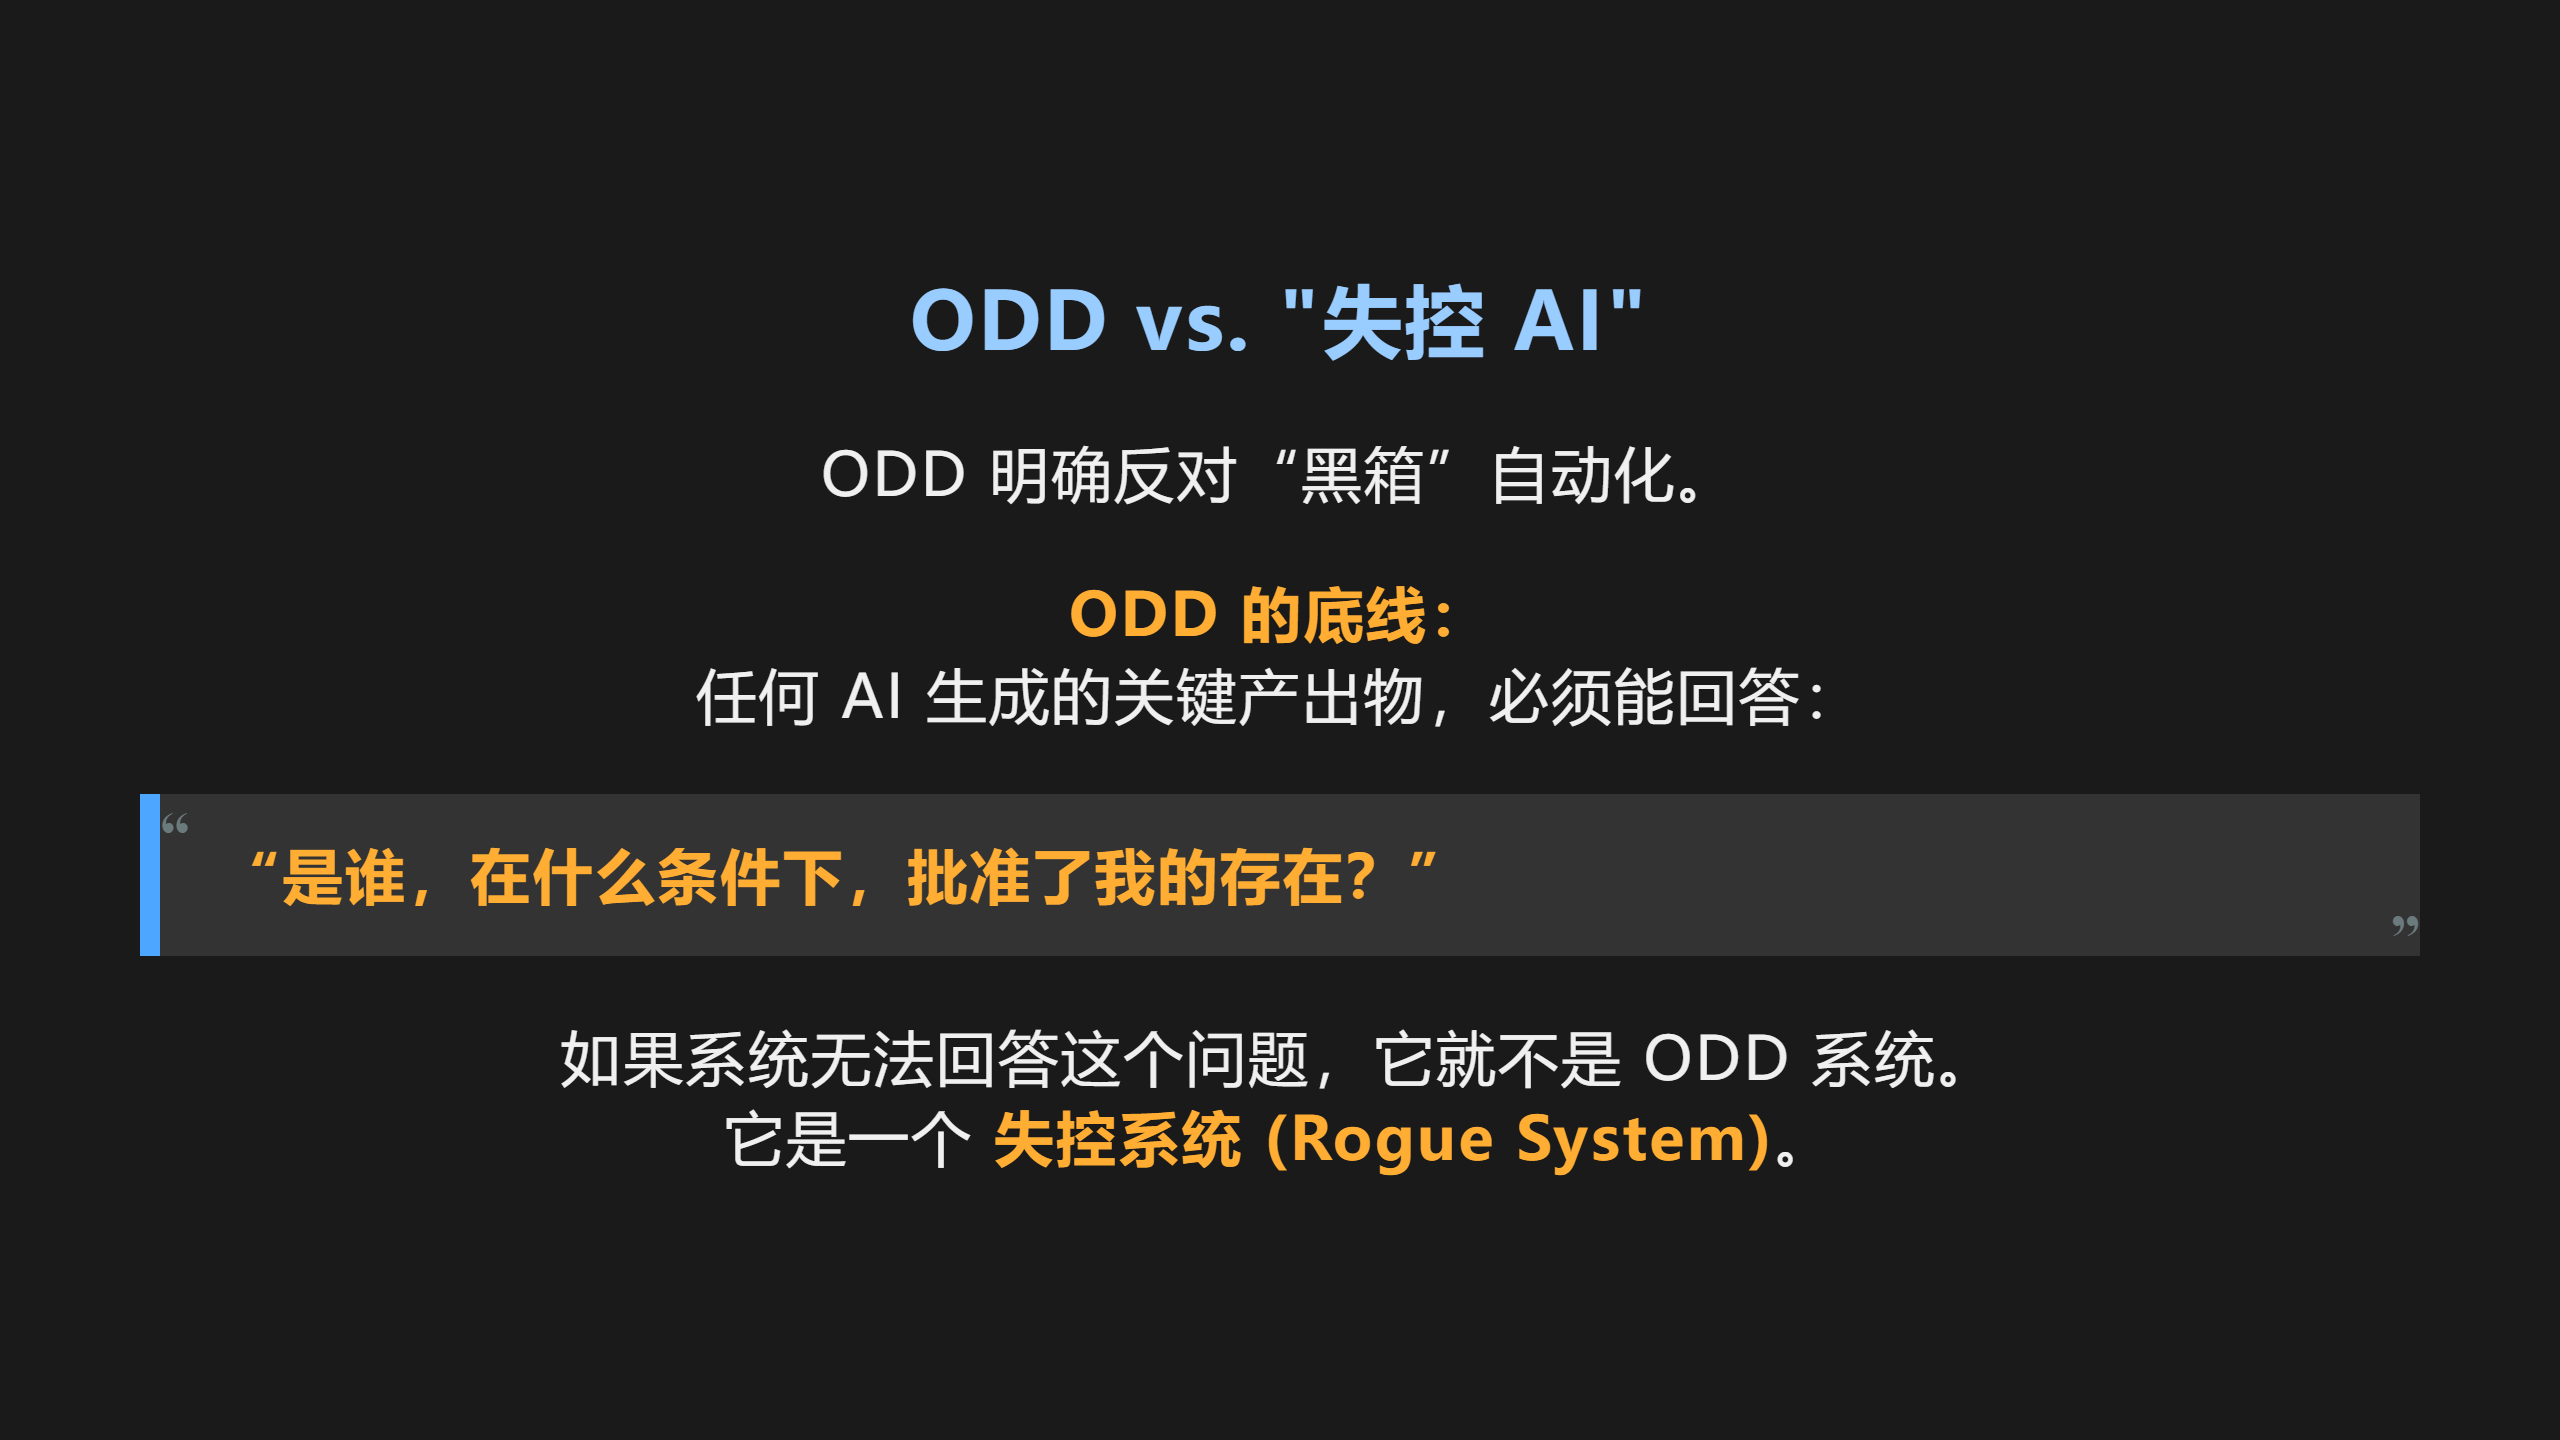 ODD vs. "失控 AI"
ODD 明确反对“黑箱”自动化。
ODD 的底线：
任何 AI 生成的关键产出物，必须能回答：
“
“是谁，在什么条件下，批准了我的存在？”
”
如果系统无法回答这个问题，它就不是 ODD 系统。
它是一个 失控系统 (Rogue System)。